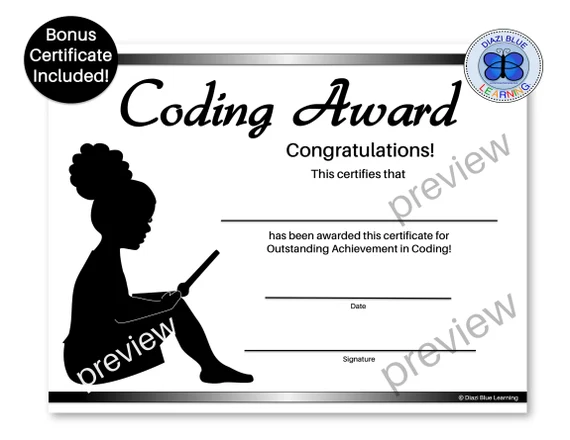 Bonus
Certificate
Included!
DIAZI BLUE
LEARNING
Coding Award
Congratulations!
This certifies that
preview
has been awarded this certificate for
Outstanding Achievement in Coding!
Date
preview
preview
Signature
© Diazi Blue Learning